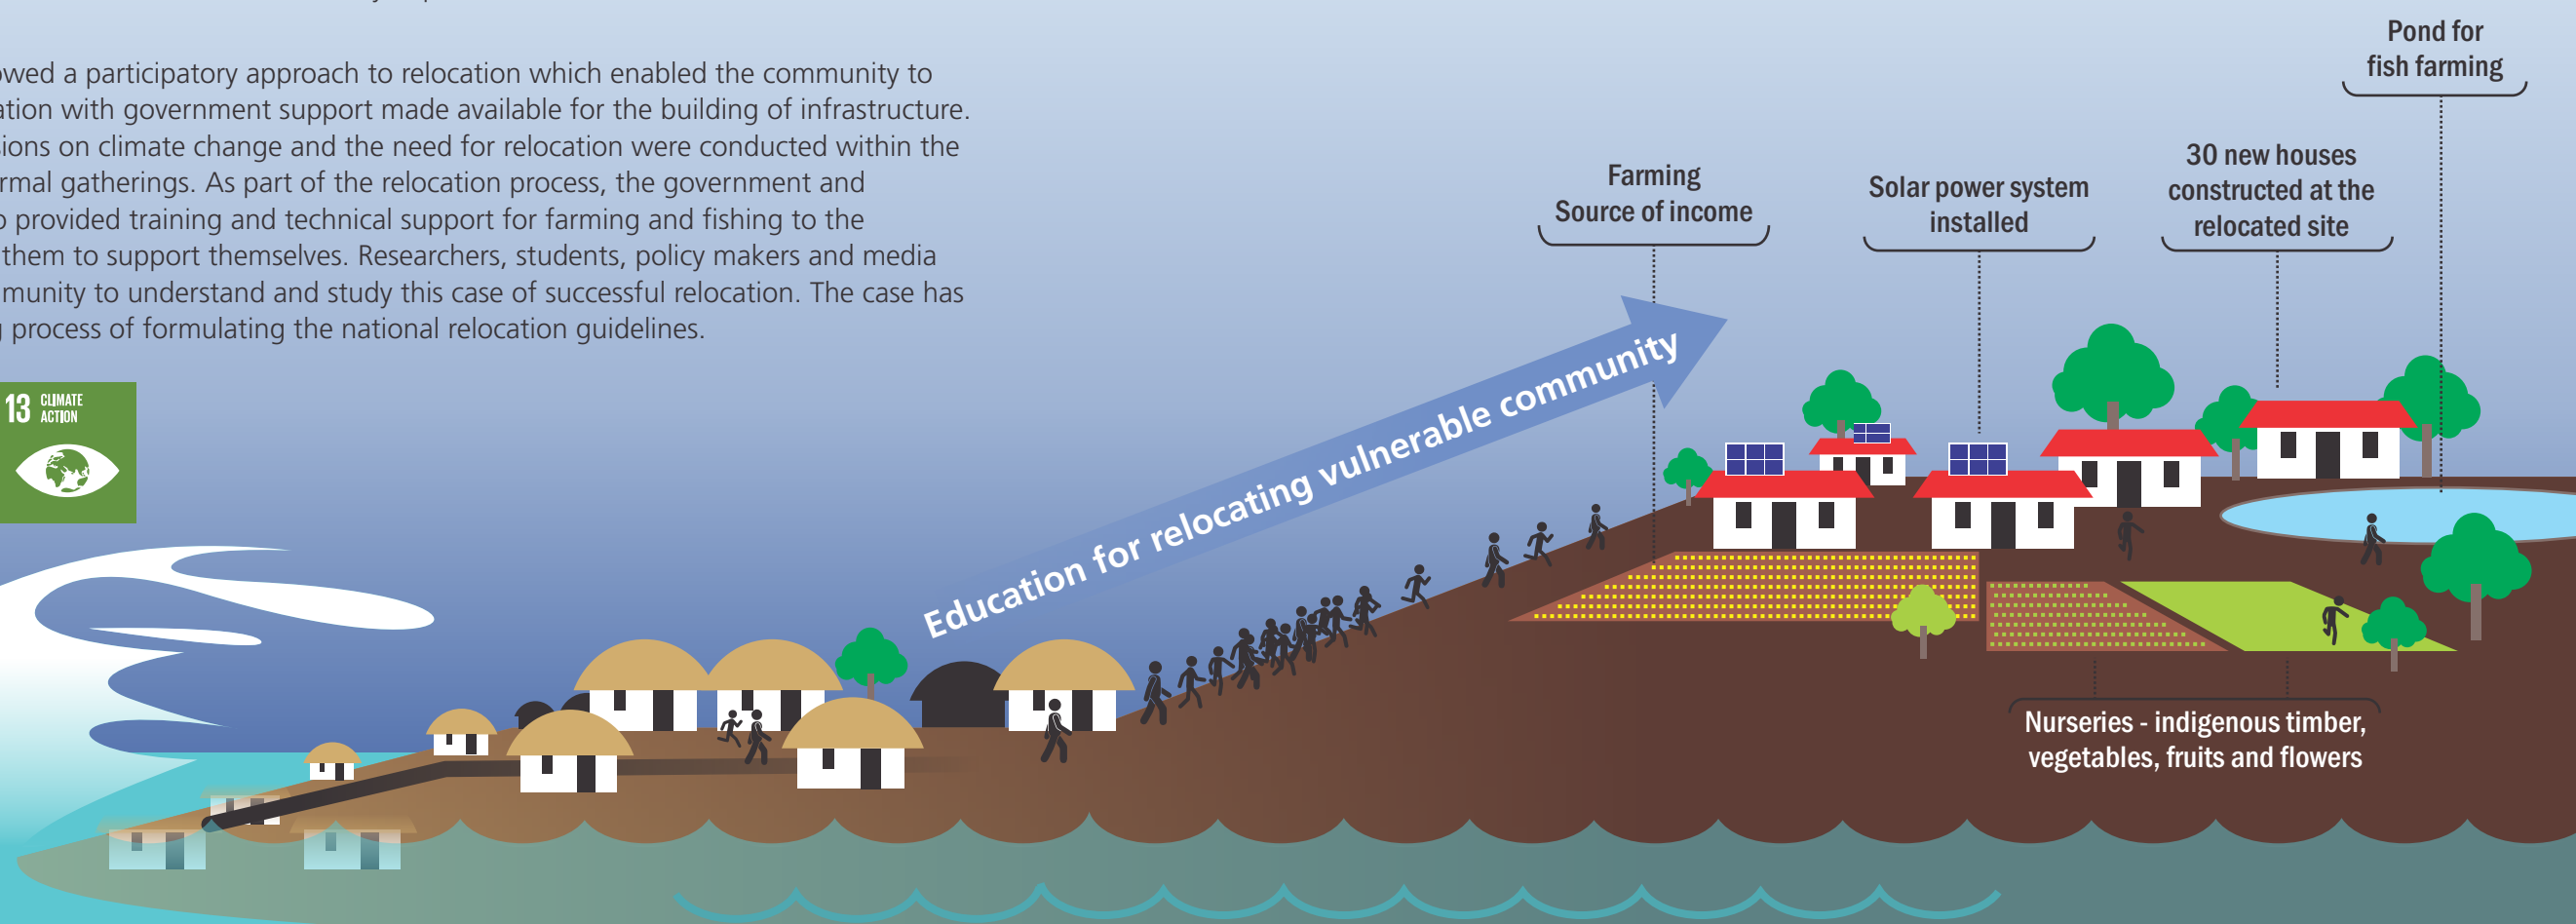 owed a participatory approach to relocation which enabled the community to
ation with government support made available for the building of infrastructure.
sions on climate change and the need for relocation were conducted within the
rmal gatherings. As part of the relocation process, the government and
provided training and technical support for farming and fishing to the
them to support themselves. Researchers, students, policy makers and media
munity to understand and study this case of successful relocation. The case has
process of formulating the national relocation guidelines.
13 CLIMATE
ACTION
Education for relocating vulnerable community
Farming
Source of income
Solar power system
installed
30 new houses
constructed at the
relocated site
Pond for
fish farming
Nurseries - indigenous timber,
vegetables, fruits and flowers